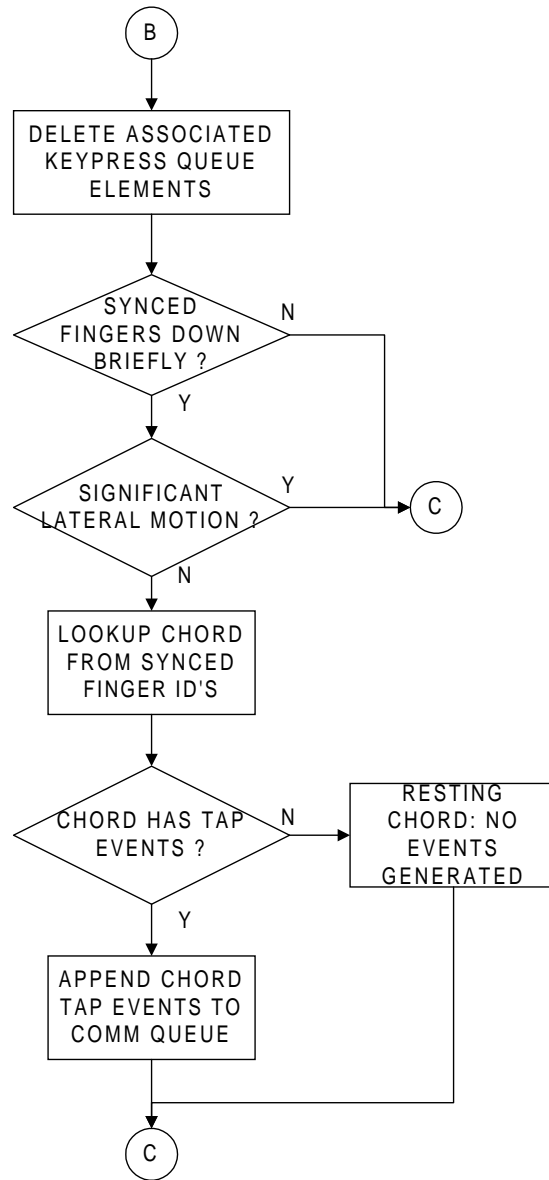 B
DELETE ASSOCIATED
KEYPRESS QUEUE
ELEMENTS
SYNCED
FINGERS DOWN
BRIEFLY ?
N
Y
SIGNIFICANT
LATERAL MOTION ?
Y
C
N
LOOKUP CHORD
FROM SYNCED
FINGER ID'S
CHORD HAS TAP
EVENTS ?
N
RESTING
CHORD: NO
EVENTS
GENERATED
Y
APPEND CHORD
TAP EVENTS TO
COMM QUEUE
C